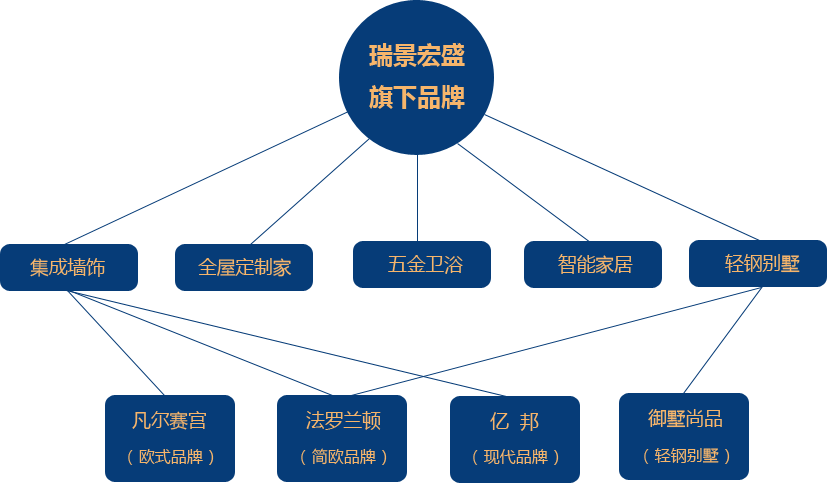 瑞景宏盛
旗下品牌
集成墙饰
全屋定制家
五金卫浴
智能家居
轻钢别墅
凡尔赛宫
（欧式品牌）
法罗兰顿
（简欧品牌）
亿 邦
（现代品牌）
御墅尚品
（轻钢别墅）